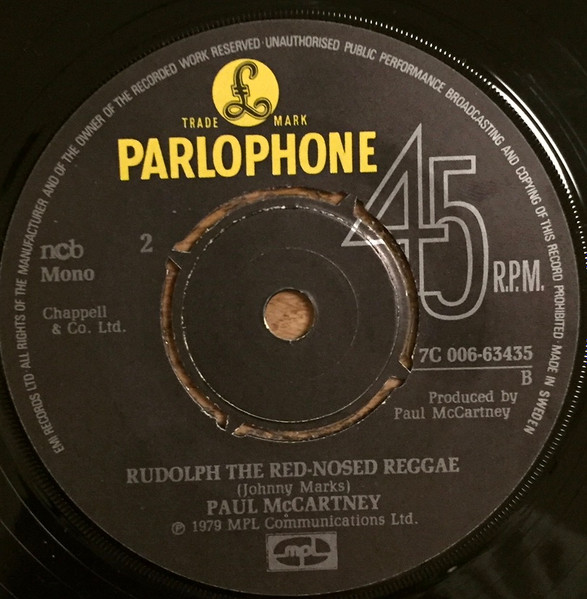 EMI RECORDS LTD ALL RIGHTS OF THE MANUFACTURER AND OF THE OWNER OF THE RECORDED WORK RESERVED · UNAUTHORISED PUBLIC PERFORMANCE BROADCASTING AND COPYING OF THIS RECORD PROHIBITED · MADE IN SWEDEN
£
TRADE MARK
PARLOPHONE
45
R.P.M.
ncb
2
Mono
Chappell
& Co. Ltd.
7C 006-63435
B
Produced by
Paul McCartney
RUDOLPH THE RED-NOSED REGGAE
(Johnny Marks)
PAUL McCARTNEY
℗ 1979 MPL Communications Ltd.
mpl